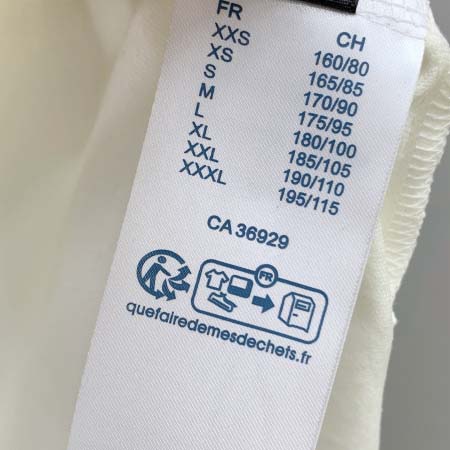 FR CH
XXS 160/80
XS 165/85
S 170/90
M 175/95
L 180/100
XL 185/105
XXL 190/110
XXXL 195/115
CA 36929
FR
quefairedemesdechets.fr